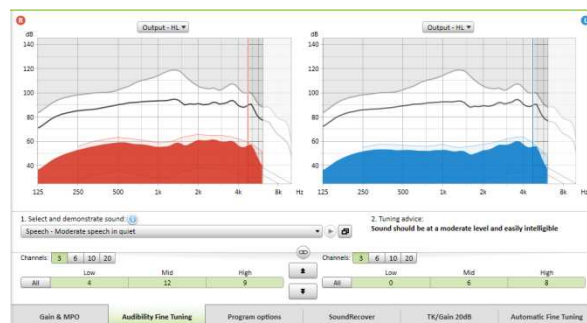 R
Output - HL
Output - HL
dB
dB
140
140
120
120
100
100
80
80
60
60
40
40
125 250 500 1k 2k 4k Hz
125 250 500 1k 2k 4k Hz
1. Select and demonstrate sound:
2. Tuning advice:
Speech - Moderate speech in quiet
Sound should be at a moderate level and easily intelligible
Channels: 3 6 10 20
Channels: 3 6 10 20
Low Mid High
Low Mid High
All 4 12 9
All 0 6 8
Gain & MPO Audibility Fine Tuning Program options SoundRecover TK/Gain 20dB Automatic Fine Tuning